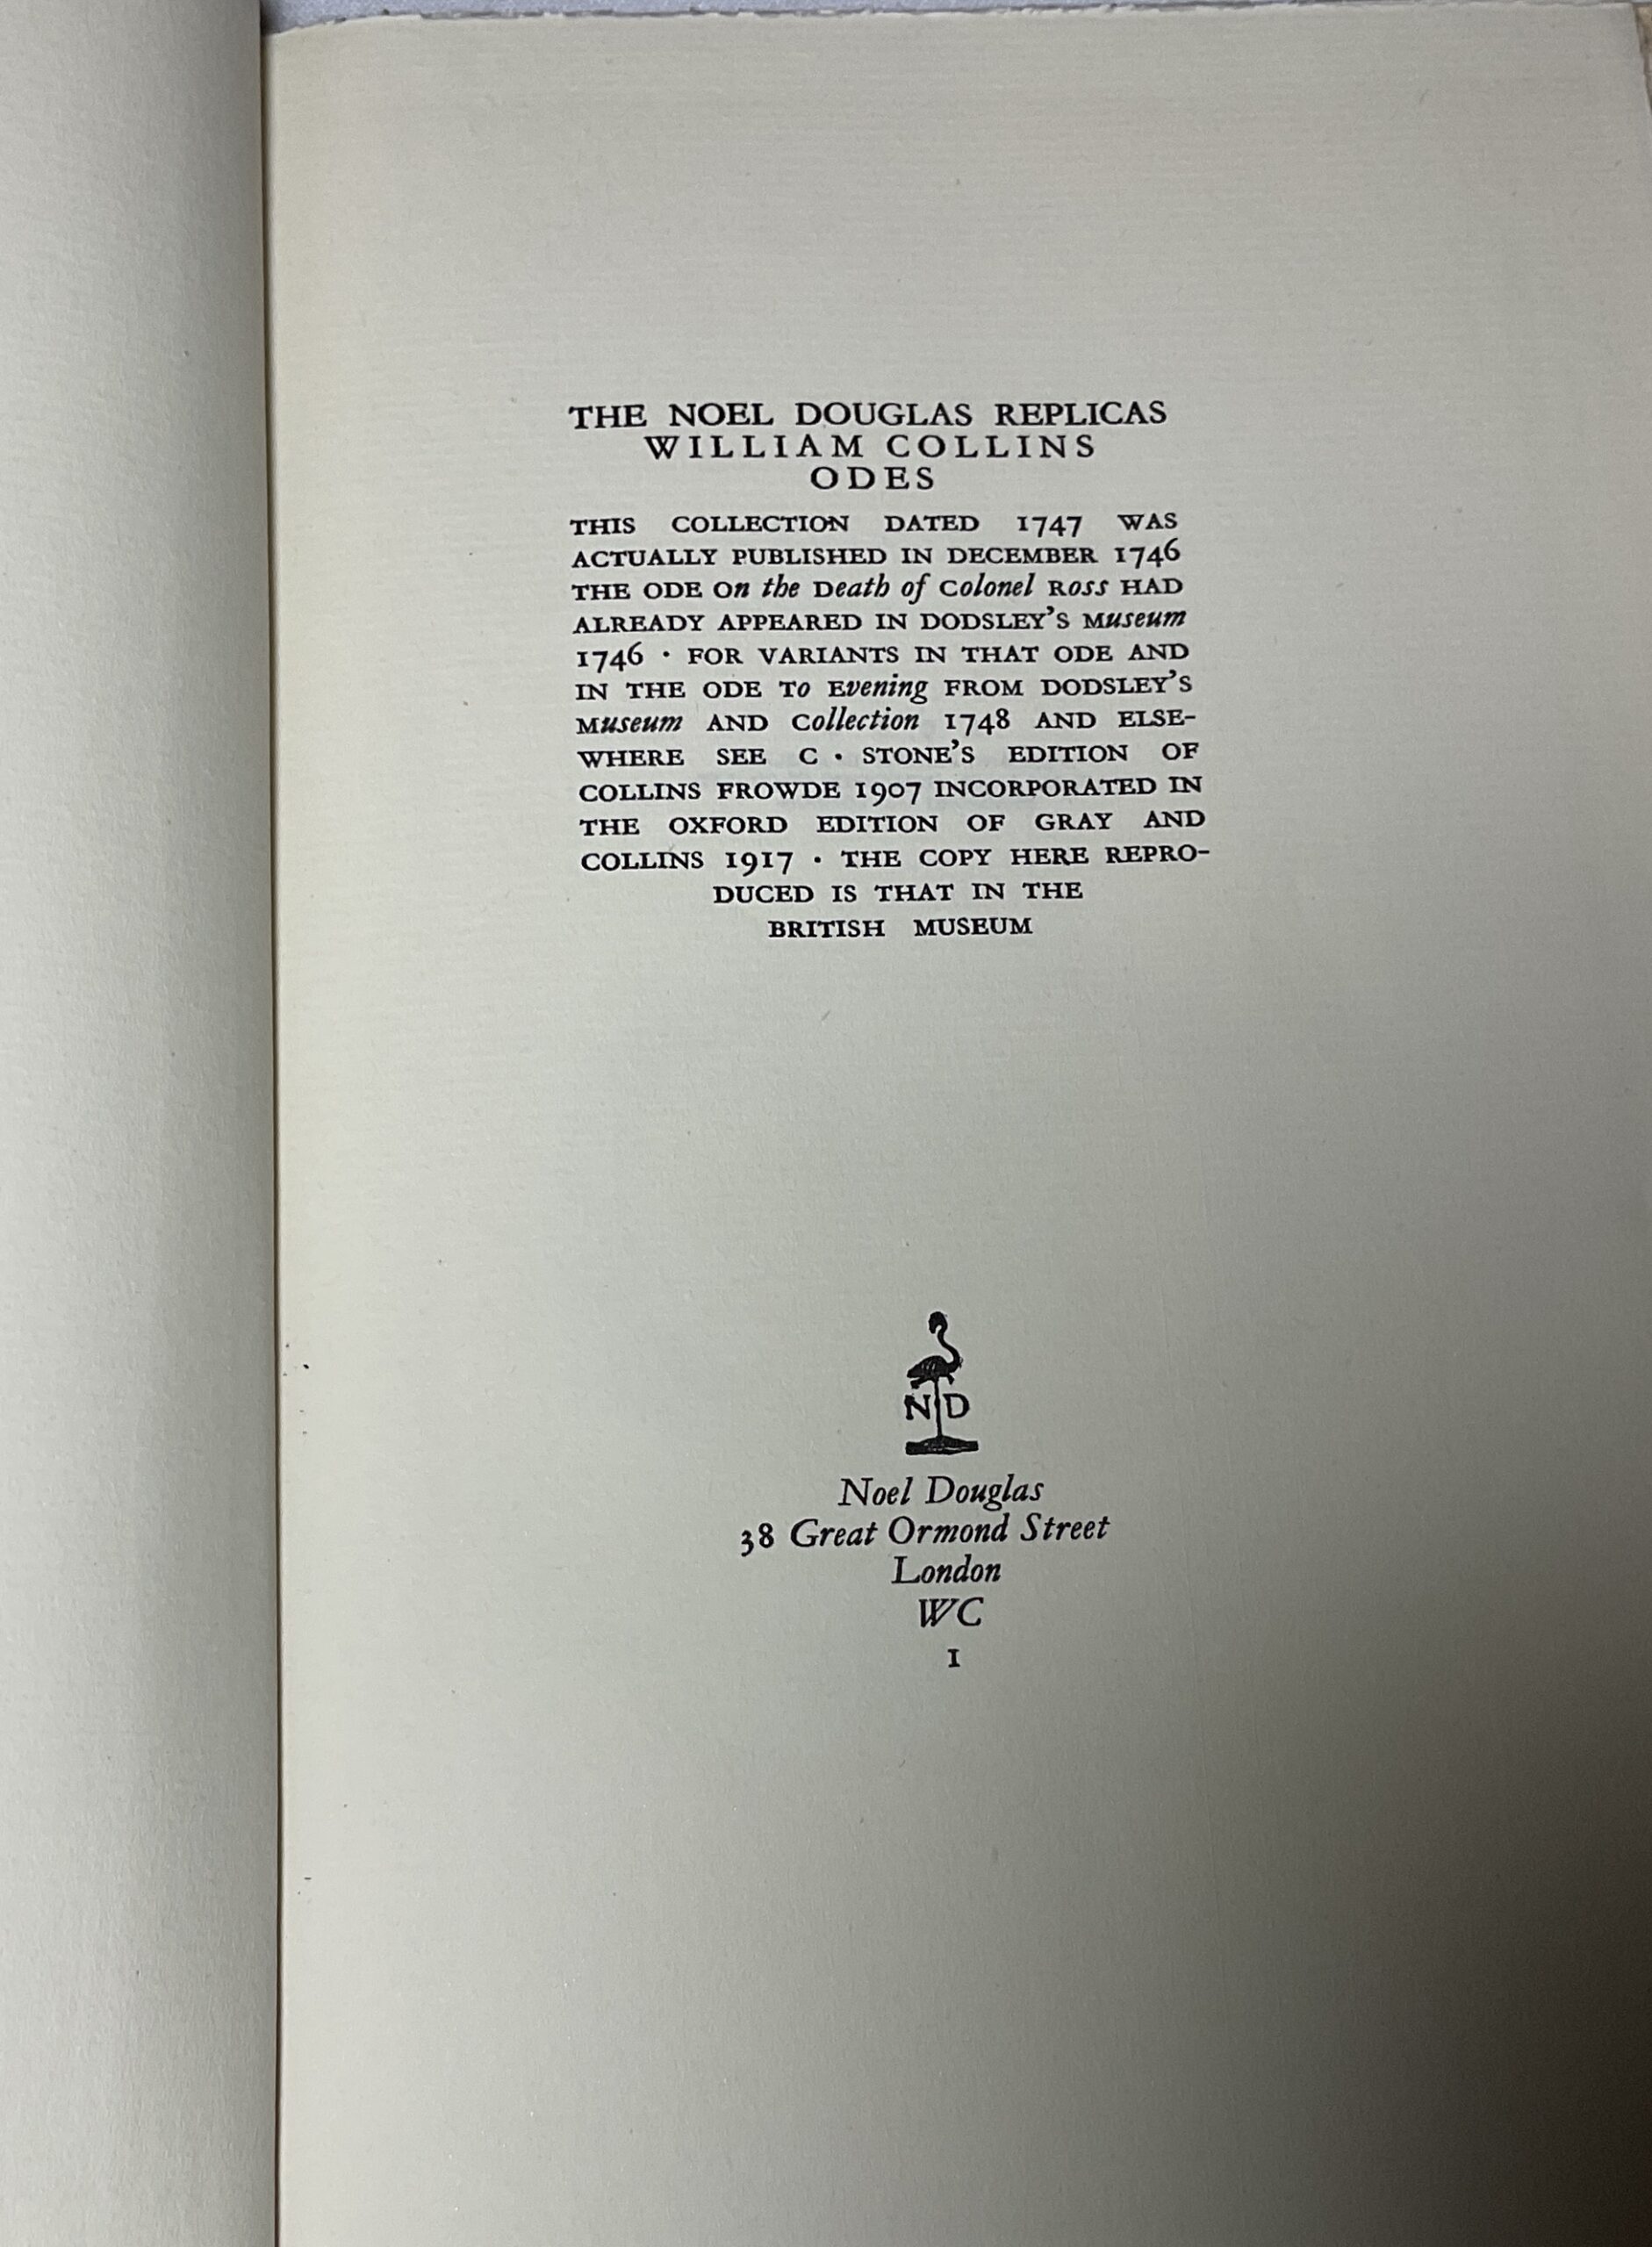 THE NOEL DOUGLAS REPLICAS
WILLIAM COLLINS
ODES
THIS COLLECTION DATED 1747 WAS
ACTUALLY PUBLISHED IN DECEMBER 1746
THE ODE On the Death of Colonel Ross HAD
ALREADY APPEARED IN DODSLEY'S Museum
1746 · FOR VARIANTS IN THAT ODE AND
IN THE ODE To Evening FROM DODSLEY'S
Museum AND Collection 1748 AND ELSE-
WHERE SEE C · STONE'S EDITION OF
COLLINS FROWDE 1907 INCORPORATED IN
THE OXFORD EDITION OF GRAY AND
COLLINS 1917 · THE COPY HERE REPRO-
DUCED IS THAT IN THE
BRITISH MUSEUM
N D
Noel Douglas
38 Great Ormond Street
London
WC
1